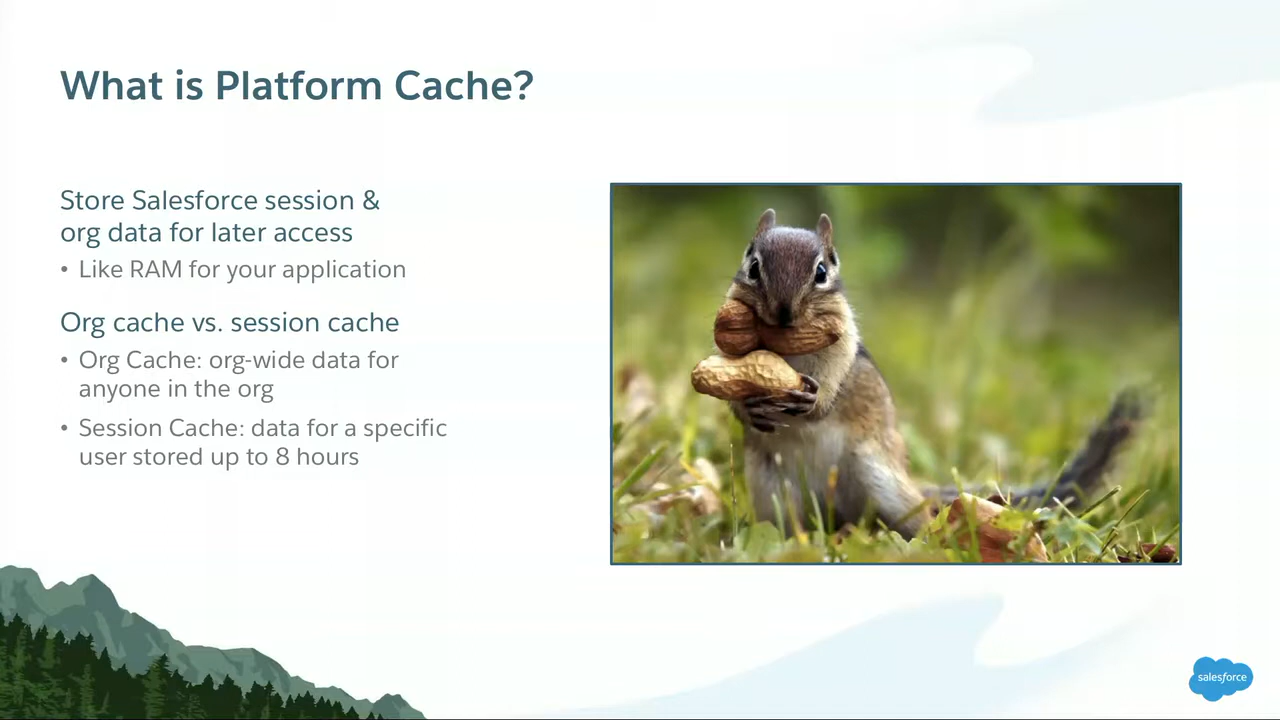 What is Platform Cache?
Store Salesforce session &
org data for later access
• Like RAM for your application
Org cache vs. session cache
• Org Cache: org-wide data for
anyone in the org
• Session Cache: data for a specific
user stored up to 8 hours
salesforce